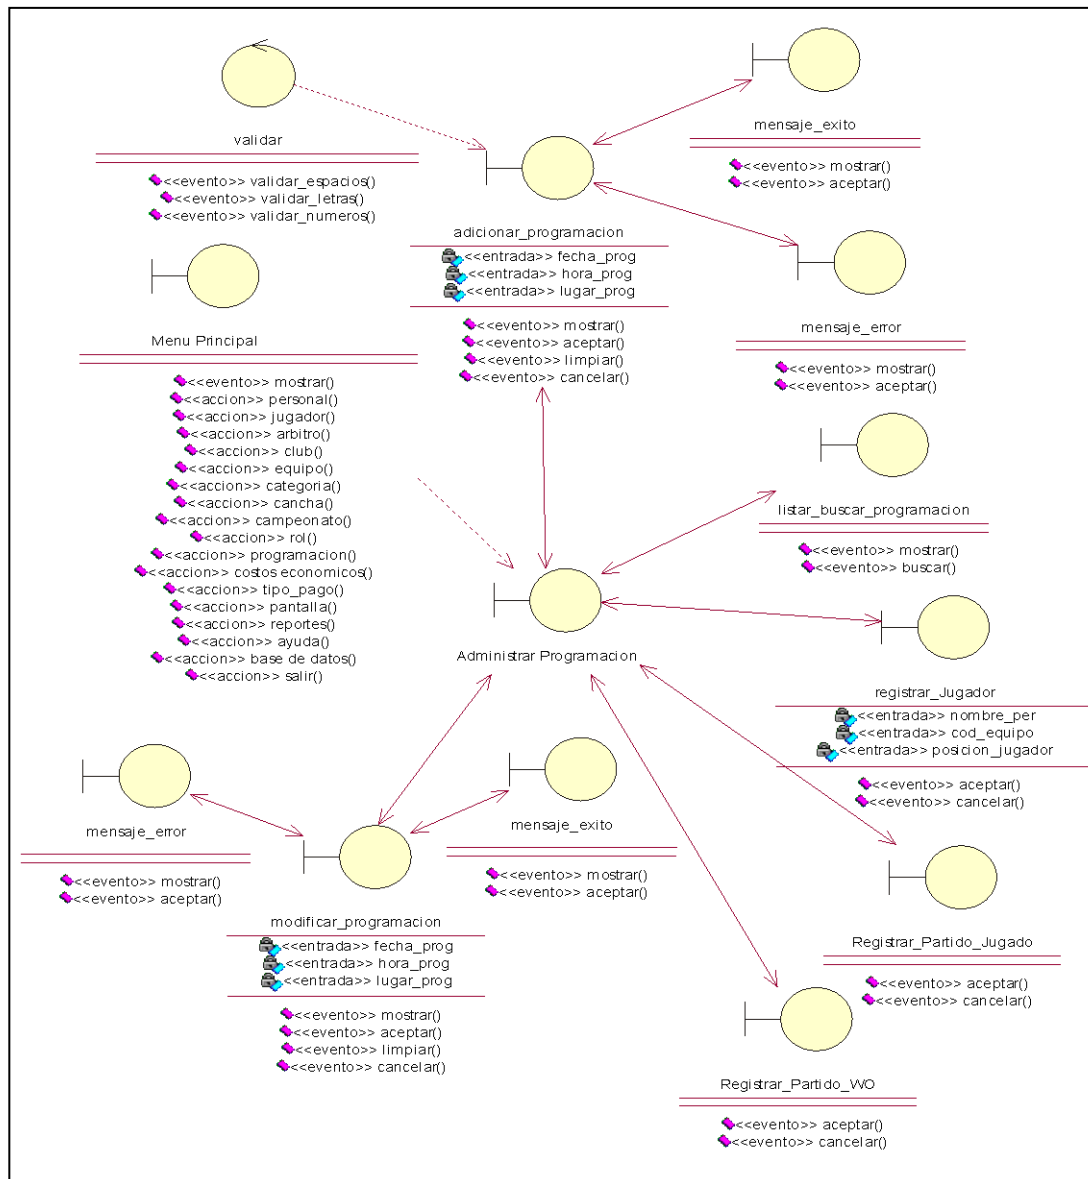 validar
<<evento>> validar_espacios()
<<evento>> validar_letras()
<<evento>> validar_numeros()
mensaje_exito
<<evento>> mostrar()
<<evento>> aceptar()
adicionar_programacion
<<entrada>> fecha_prog
<<entrada>> hora_prog
<<entrada>> lugar_prog
<<evento>> mostrar()
<<evento>> aceptar()
<<evento>> limpiar()
<<evento>> cancelar()
mensaje_error
<<evento>> mostrar()
<<evento>> aceptar()
Menu Principal
<<evento>> mostrar()
<<accion>> personal()
<<accion>> jugador()
<<accion>> arbitro()
<<accion>> club()
<<accion>> equipo()
<<accion>> categoria()
<<accion>> cancha()
<<accion>> campeonato()
<<accion>> rol()
<<accion>> programacion()
<<accion>> costos economicos()
<<accion>> tipo_pago()
<<accion>> pantalla()
<<accion>> reportes()
<<accion>> ayuda()
<<accion>> base de datos()
<<accion>> salir()
listar_buscar_programacion
<<evento>> mostrar()
<<evento>> buscar()
Administrar Programacion
registrar_Jugador
<<entrada>> nombre_per
<<entrada>> cod_equipo
<<entrada>> posicion_jugador
<<evento>> aceptar()
<<evento>> cancelar()
mensaje_error
<<evento>> mostrar()
<<evento>> aceptar()
mensaje_exito
<<evento>> mostrar()
<<evento>> aceptar()
modificar_programacion
<<entrada>> fecha_prog
<<entrada>> hora_prog
<<entrada>> lugar_prog
<<evento>> mostrar()
<<evento>> aceptar()
<<evento>> limpiar()
<<evento>> cancelar()
Registrar_Partido_Jugado
<<evento>> aceptar()
<<evento>> cancelar()
Registrar_Partido_WO
<<evento>> aceptar()
<<evento>> cancelar()